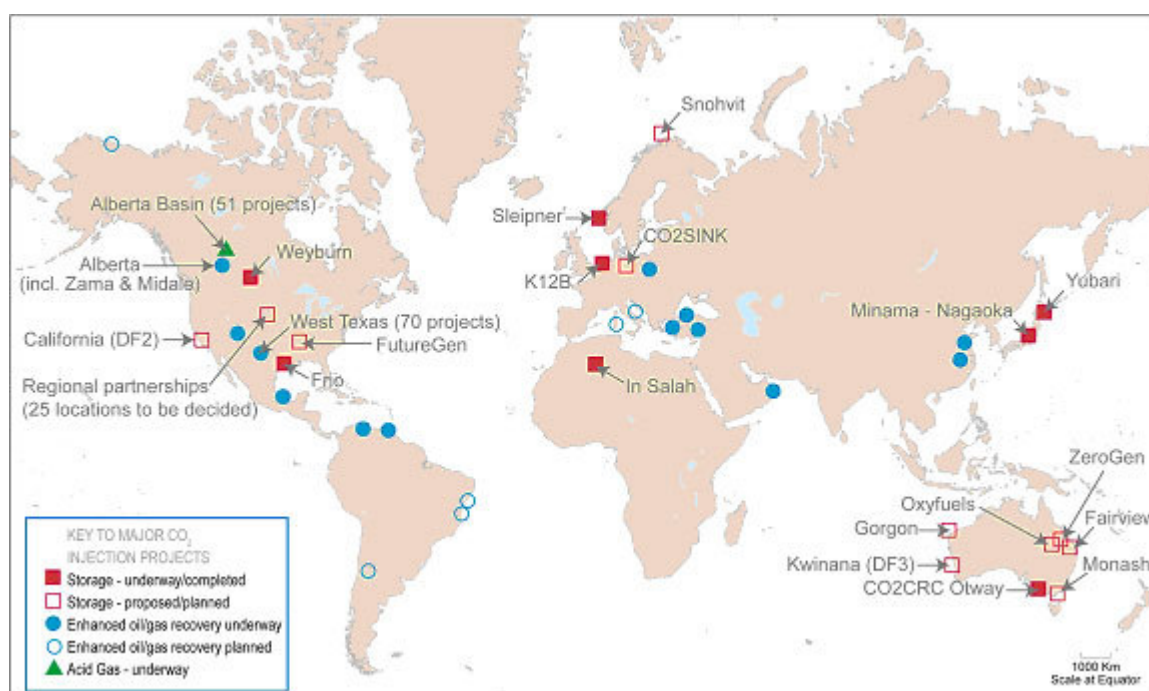 Snohvit
Alberta Basin (51 projects)
Sleipner
CO2SINK
Weyburn
Alberta
(incl. Zama & Midale)
K12B
Yubari
Minama - Nagaoka
West Texas (70 projects)
California (DF2)
FutureGen
Frio
Regional partnerships
(25 locations to be decided)
In Salah
ZeroGen
Oxyfuels
Gorgon
Fairview
Kwinana (DF3)
Monash
CO2CRC Otway
KEY TO MAJOR CO₂
INJECTION PROJECTS
Storage - underway/completed
Storage - proposed/planned
Enhanced oil/gas recovery underway
Enhanced oil/gas recovery planned
Acid Gas - underway
1000 Km
Scale at Equator